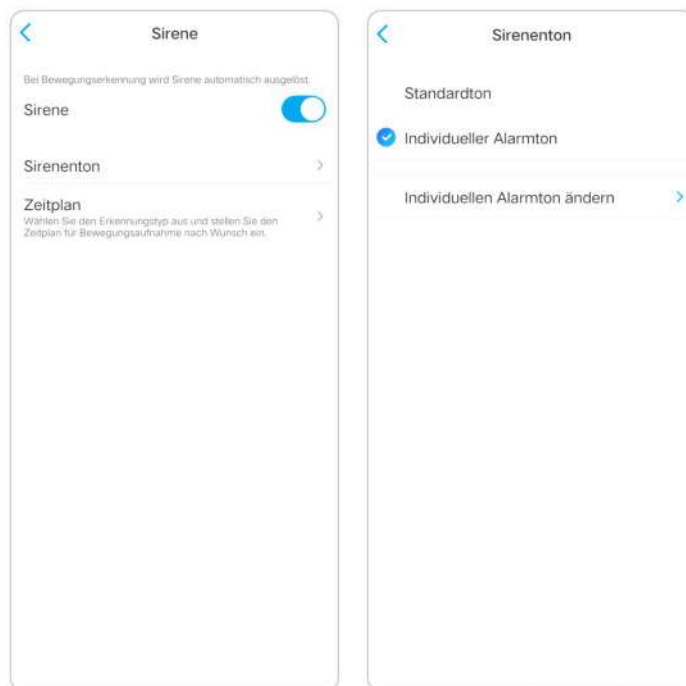 Sirene
Bei Bewegungserkennung wird Sirene automatisch ausgelöst.
Sirene
Sirenenton
Zeitplan
Wählen Sie den Erkennungstyp aus und stellen Sie den
Zeitplan für Bewegungsaufnahme nach Wunsch ein.
Sirenenton
Standardton
Individueller Alarmton
Individuellen Alarmton ändern